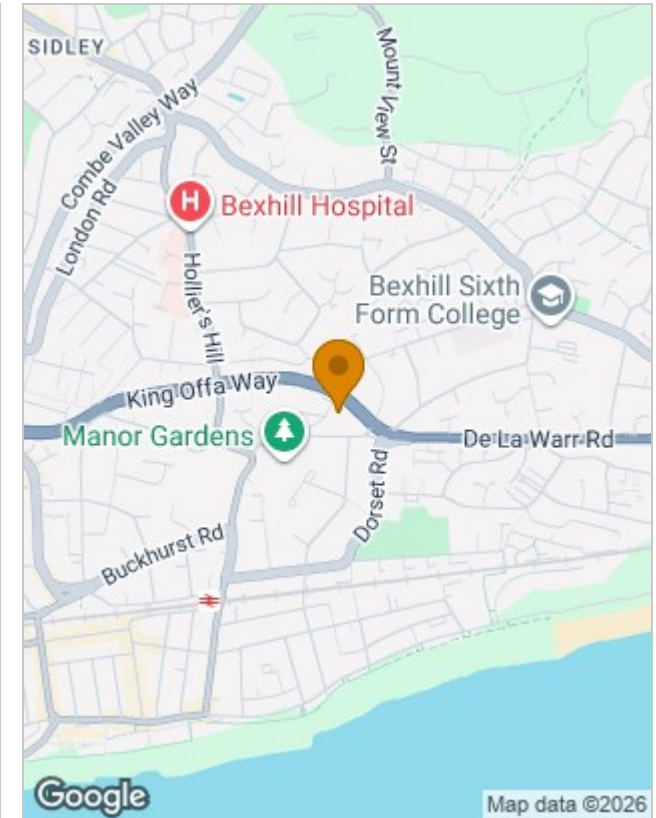 SIDLEY
Mount View St
Combe Valley Way
London Rd
H
Bexhill Hospital
Hollier's Hill
Bexhill Sixth
Form College
King Offa Way
Manor Gardens
De La Warr Rd
Dorset Rd
Buckhurst Rd
Google
Map data ©2026